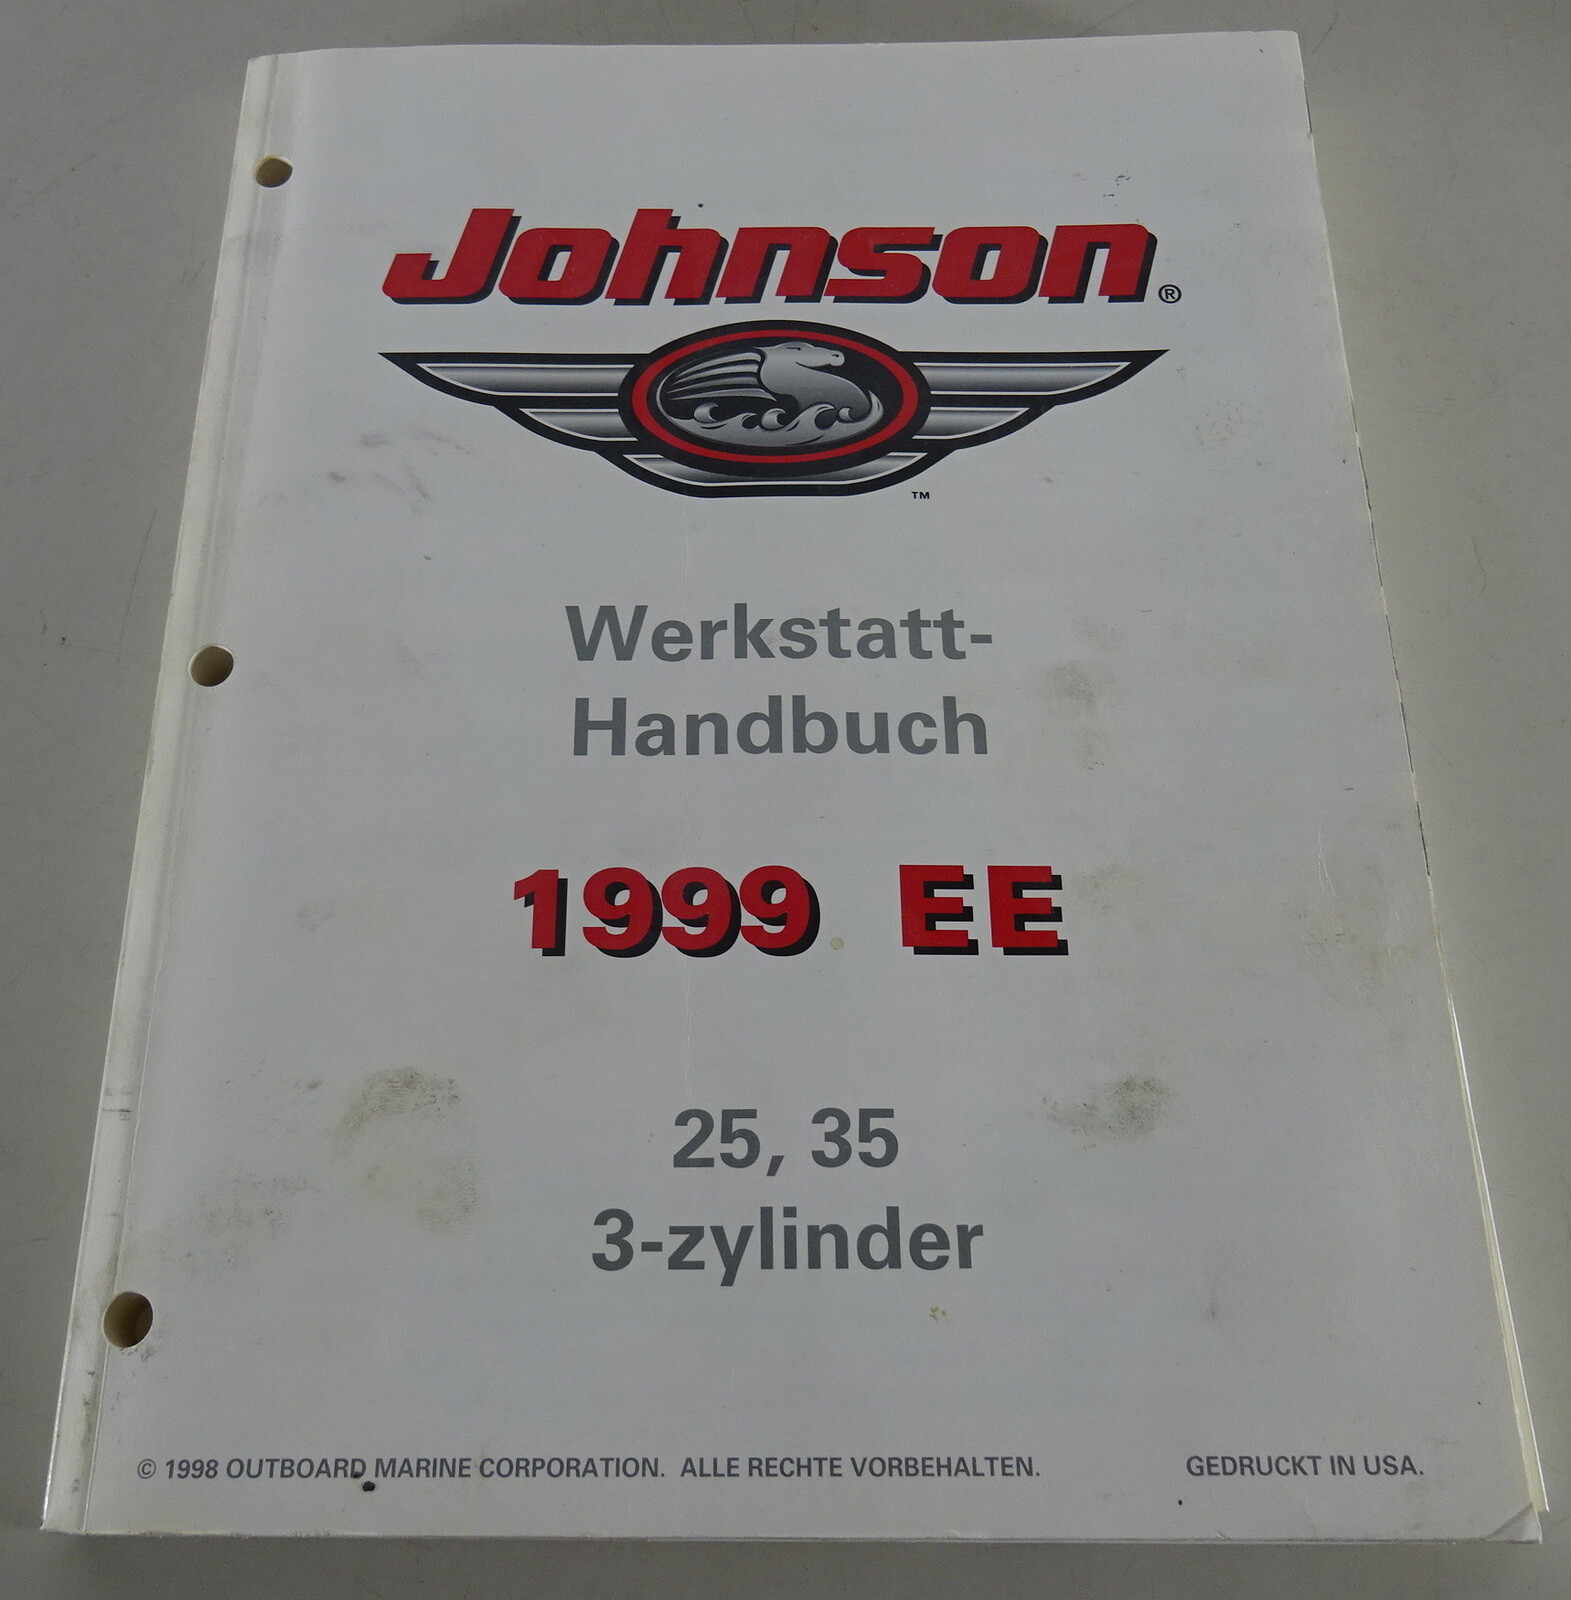 Johnson®
™
Werkstatt-
Handbuch
1999 EE
25, 35
3-zylinder
© 1998 OUTBOARD MARINE CORPORATION. ALLE RECHTE VORBEHALTEN. GEDRUCKT IN USA.